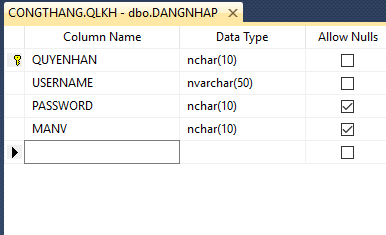 CONGTHANG.QLKH - dbo.DANGNHAP
Column Name Data Type Allow Nulls
QUYENHAN nchar(10)
USERNAME nvarchar(50)
PASSWORD nchar(10)
MANV nchar(10)